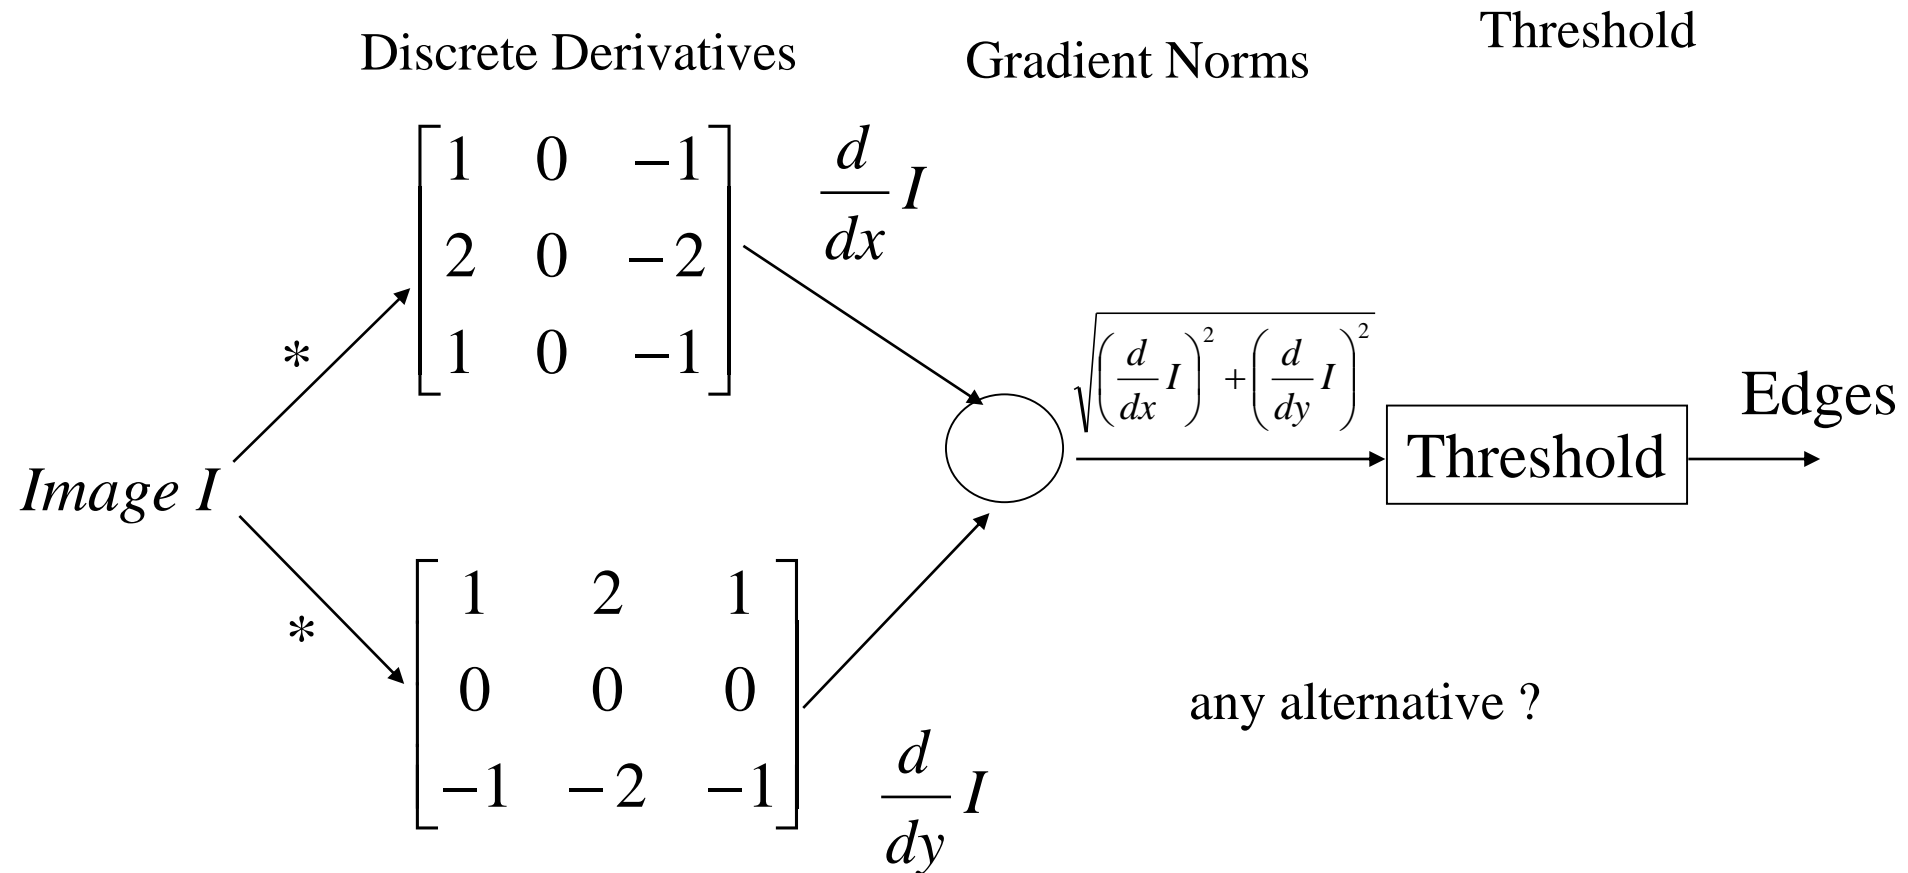 Discrete Derivatives
Gradient Norms
Threshold
1 0 −1
2 0 −2
1 0 −1
d/dx I
*
Image I
*
1 2 1
0 0 0
−1 −2 −1
d/dy I
√((d/dx I)² + (d/dy I)²)
Threshold
Edges
any alternative ?